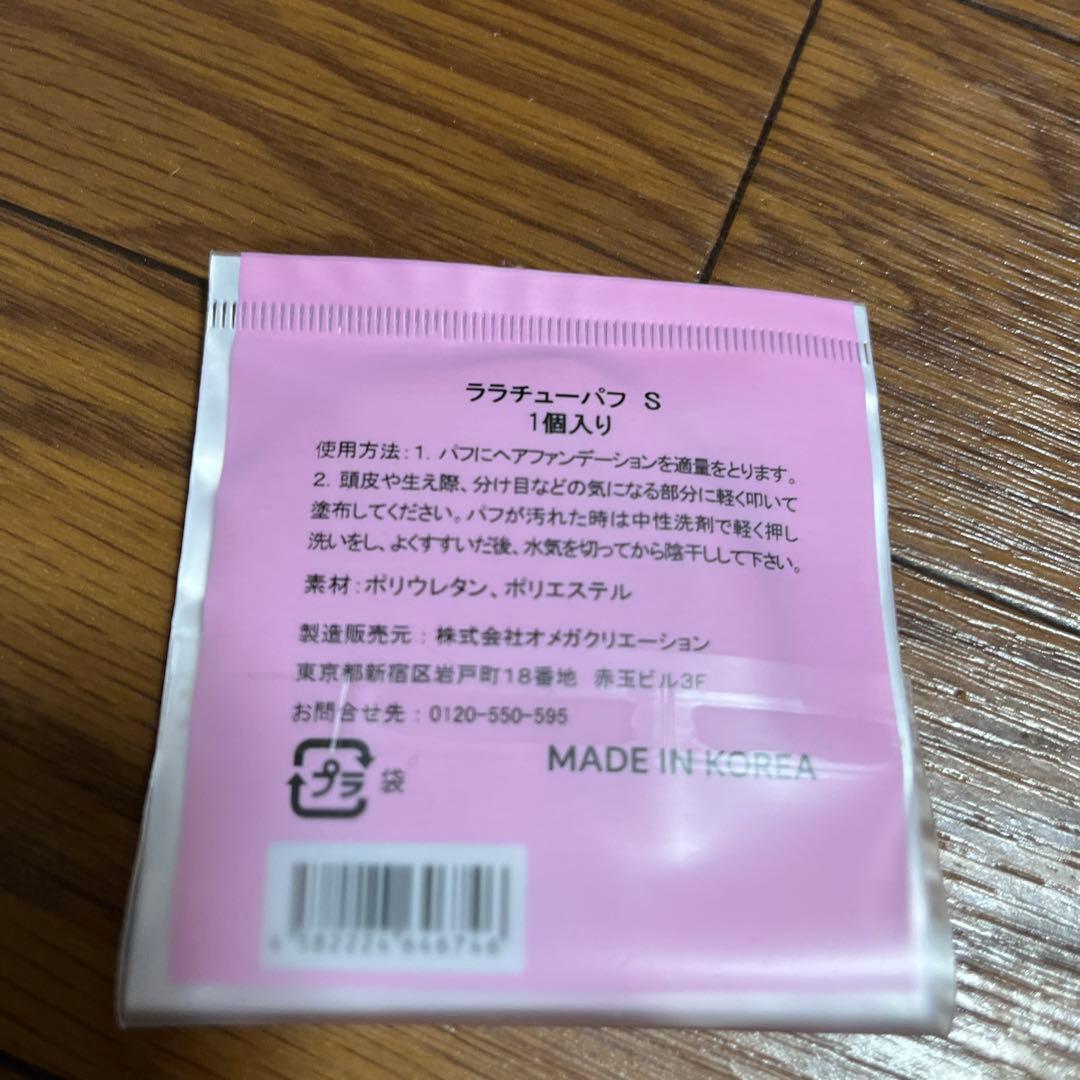 ララチューパフ S
1個入り
使用方法:1. パフにヘアファンデーションを適量をとります。
2. 頭皮や生え際、分け目などの気になる部分に軽く叩いて
塗布してください。パフが汚れた時は中性洗剤で軽く押し
洗いをし、よくすすいだ後、水気を切ってから陰干しして下さい。
素材:ポリウレタン、ポリエステル
製造販売元:株式会社オメガクリエーション
東京都新宿区岩戸町18番地 赤玉ビル3F
お問合せ先:0120-550-595
プラ 袋
MADE IN KOREA
4582224646746